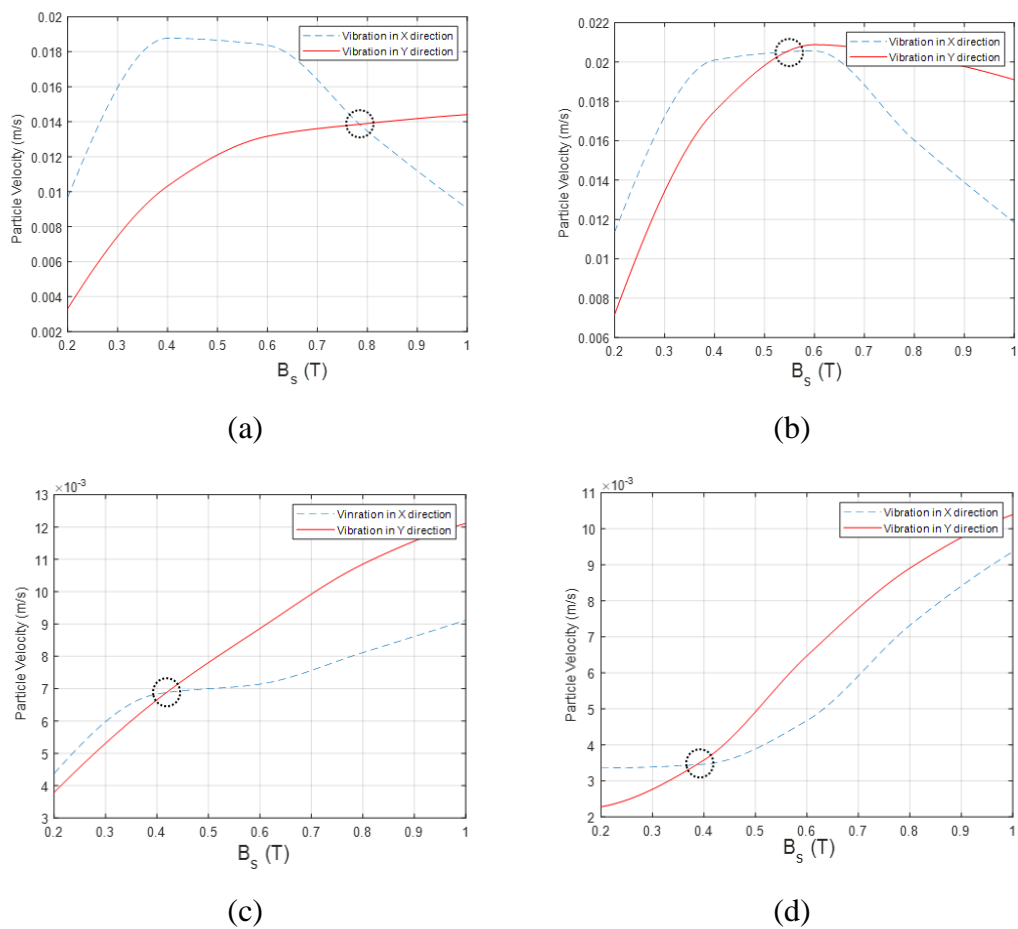 0.02
0.018
0.016
0.014
0.012
0.01
0.008
0.006
0.004
0.002
Particle Velocity (m/s)
Vibration in X direction
Vibration in Y direction
0.2 0.3 0.4 0.5 0.6 0.7 0.8 0.9 1
B_s (T)
(a)
0.022
0.02
0.018
0.016
0.014
0.012
0.01
0.008
0.006
Particle Velocity (m/s)
Vibration in X direction
Vibration in Y direction
0.2 0.3 0.4 0.5 0.6 0.7 0.8 0.9 1
B_s (T)
(b)
×10^-3
13
12
11
10
9
8
7
6
5
4
3
Particle Velocity (m/s)
Vinration in X direction
Vibration in Y direction
0.2 0.3 0.4 0.5 0.6 0.7 0.8 0.9 1
B_s (T)
(c)
×10^-3
11
10
9
8
7
6
5
4
3
2
Particle Velocity (m/s)
Vibration in X direction
Vibration in Y direction
0.2 0.3 0.4 0.5 0.6 0.7 0.8 0.9 1
B_s (T)
(d)